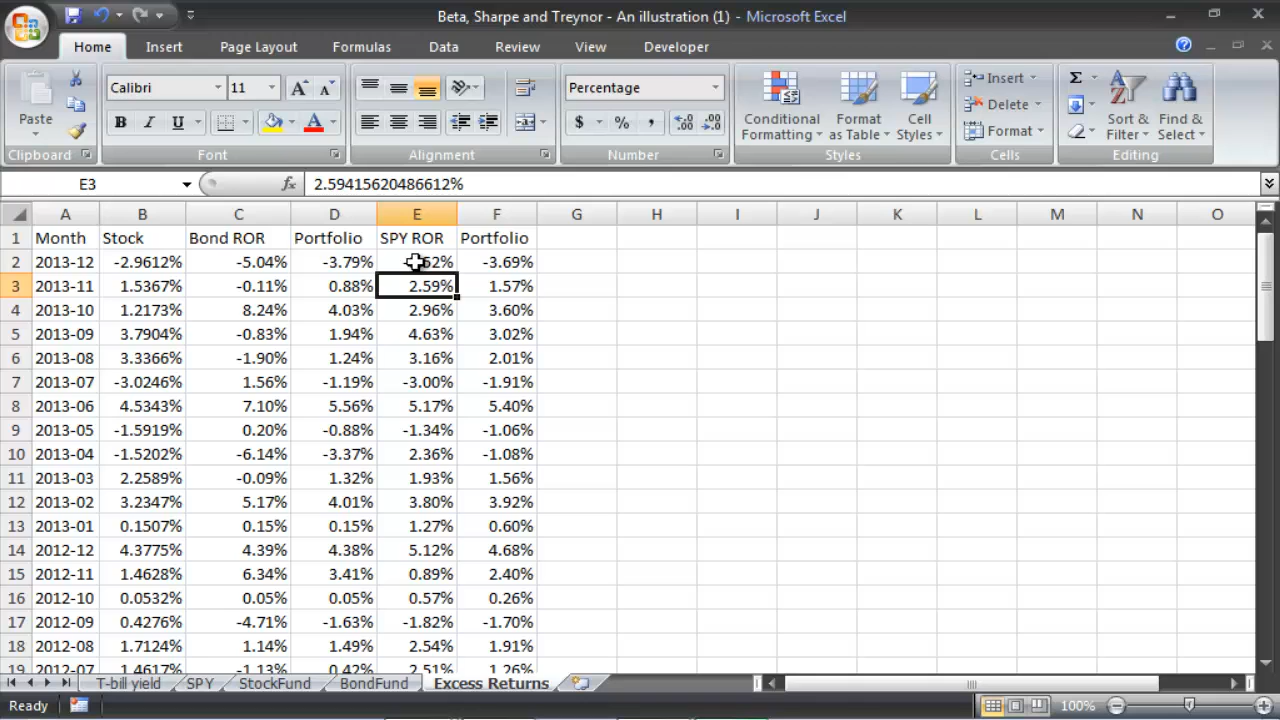 Beta, Sharpe and Treynor - An illustration (1) - Microsoft Excel
Home Insert Page Layout Formulas Data Review View Developer
Calibri 11 Percentage Insert Σ
Paste B I U $ % , Conditional Formatting Format as Table Cell Styles Delete Format Sort & Filter Find & Select
Clipboard Font Alignment Number Styles Cells Editing
E3 fx 2.59415620486612%
A B C D E F G H I J K L M N O
1 Month Stock Bond ROR Portfolio SPY ROR Portfolio
2 2013-12 -2.9612% -5.04% -3.79% -3.69%
3 2013-11 1.5367% -0.11% 0.88% 2.59% 1.57%
4 2013-10 1.2173% 8.24% 4.03% 2.96% 3.60%
5 2013-09 3.7904% -0.83% 1.94% 4.63% 3.02%
6 2013-08 3.3366% -1.90% 1.24% 3.16% 2.01%
7 2013-07 -3.0246% 1.56% -1.19% -3.00% -1.91%
8 2013-06 4.5343% 7.10% 5.56% 5.17% 5.40%
9 2013-05 -1.5919% 0.20% -0.88% -1.34% -1.06%
10 2013-04 -1.5202% -6.14% -3.37% 2.36% -1.08%
11 2013-03 2.2589% -0.09% 1.32% 1.93% 1.56%
12 2013-02 3.2347% 5.17% 4.01% 3.80% 3.92%
13 2013-01 0.1507% 0.15% 0.15% 1.27% 0.60%
14 2012-12 4.3775% 4.39% 4.38% 5.12% 4.68%
15 2012-11 1.4628% 6.34% 3.41% 0.89% 2.40%
16 2012-10 0.0532% 0.05% 0.05% 0.57% 0.26%
17 2012-09 0.4276% -4.71% -1.63% -1.82% -1.70%
18 2012-08 1.7124% 1.14% 1.49% 2.54% 1.91%
19 2012-07 1.4617% -1.13% 0.42% 2.51% 1.26%
T-bill yield SPY StockFund BondFund Excess Returns
Ready 100%